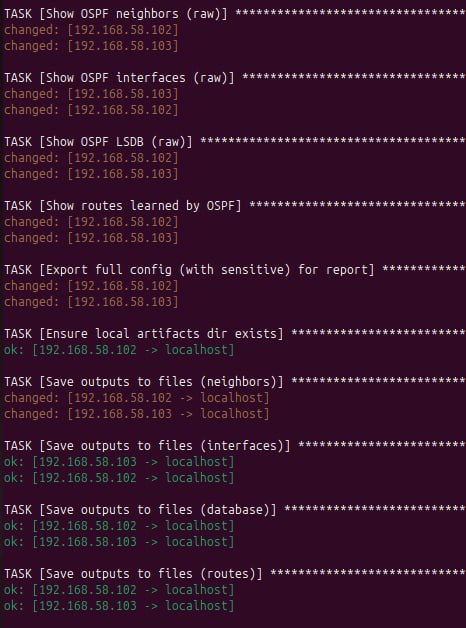 TASK [Show OSPF neighbors (raw)] *********************************
changed: [192.168.58.102]
changed: [192.168.58.103]
TASK [Show OSPF interfaces (raw)] ********************************
changed: [192.168.58.103]
changed: [192.168.58.102]
TASK [Show OSPF LSDB (raw)] **************************************
changed: [192.168.58.102]
changed: [192.168.58.103]
TASK [Show routes learned by OSPF] *******************************
changed: [192.168.58.102]
changed: [192.168.58.103]
TASK [Export full config (with sensitive) for report] ************
changed: [192.168.58.102]
changed: [192.168.58.103]
TASK [Ensure local artifacts dir exists] *************************
ok: [192.168.58.102 -> localhost]
TASK [Save outputs to files (neighbors)] *************************
changed: [192.168.58.102 -> localhost]
changed: [192.168.58.103 -> localhost]
TASK [Save outputs to files (interfaces)] ************************
ok: [192.168.58.103 -> localhost]
ok: [192.168.58.102 -> localhost]
TASK [Save outputs to files (database)] **************************
ok: [192.168.58.102 -> localhost]
ok: [192.168.58.103 -> localhost]
TASK [Save outputs to files (routes)] ****************************
ok: [192.168.58.102 -> localhost]
ok: [192.168.58.103 -> localhost]